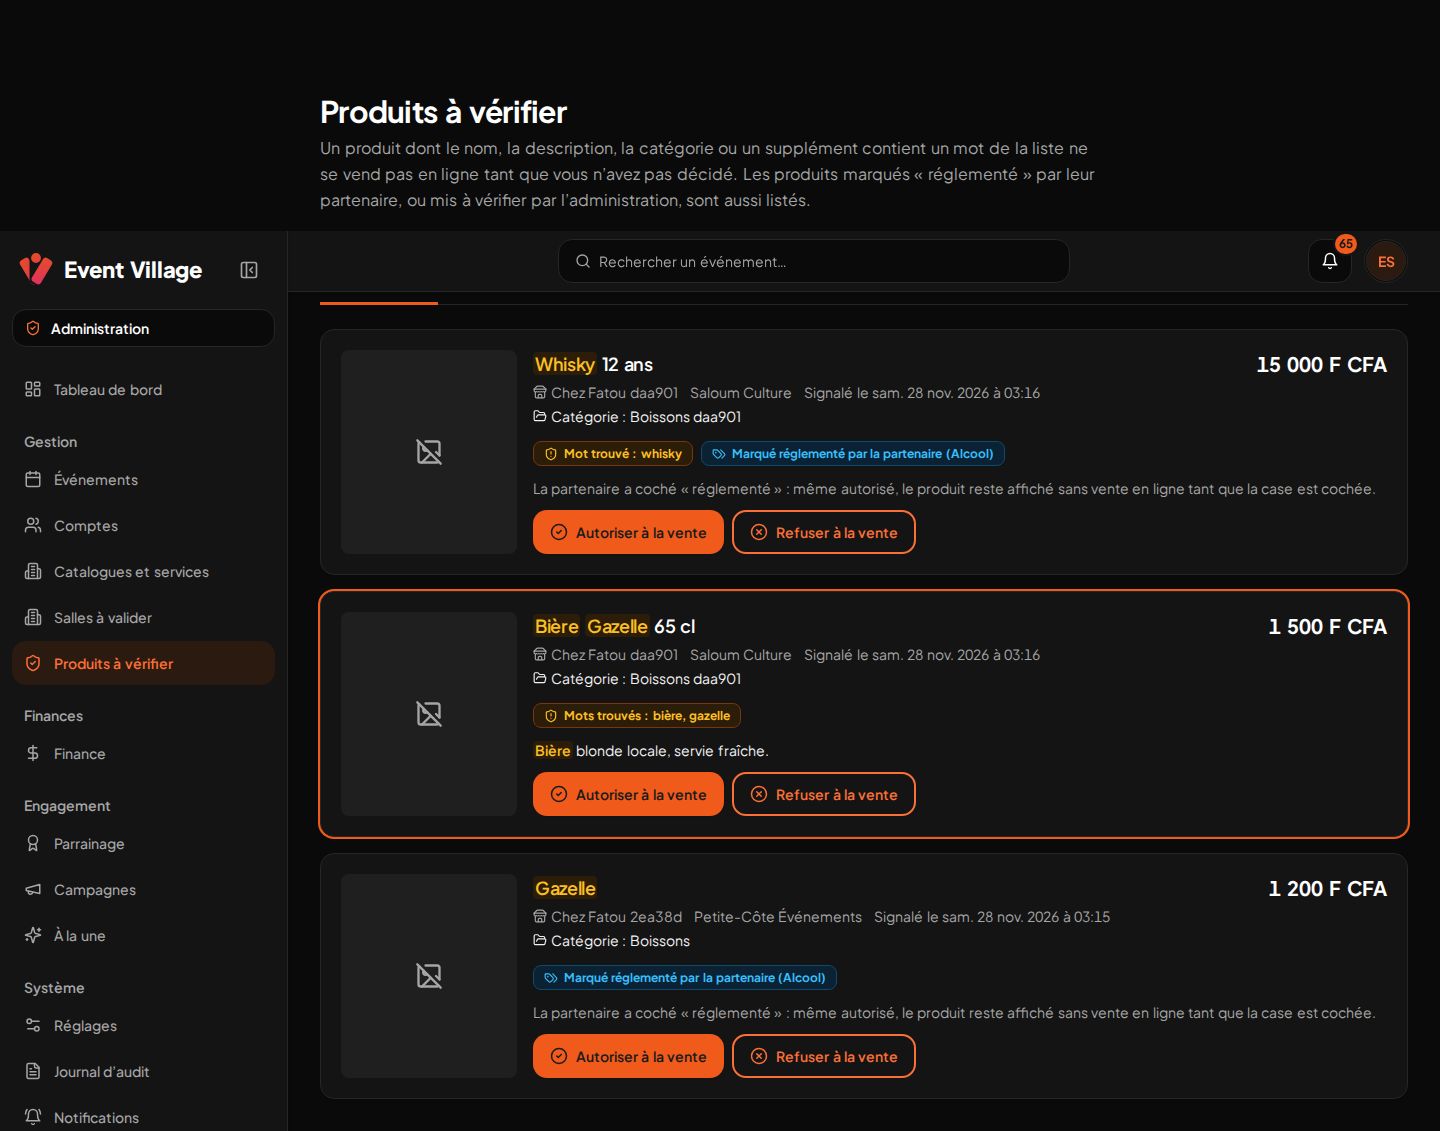 Produits à vérifier
Un produit dont le nom, la description, la catégorie ou un supplément contient un mot de la liste ne
se vend pas en ligne tant que vous n’avez pas décidé. Les produits marqués « réglementé » par leur
partenaire, ou mis à vérifier par l’administration, sont aussi listés.
Event Village
Rechercher un événement…
65
ES
Administration
Tableau de bord
Gestion
Événements
Comptes
Catalogues et services
Salles à valider
Produits à vérifier
Finances
Finance
Engagement
Parrainage
Campagnes
À la une
Système
Réglages
Journal d’audit
Notifications
Whisky 12 ans
15 000 F CFA
Chez Fatou daa901 Saloum Culture Signalé le sam. 28 nov. 2026 à 03:16
Catégorie : Boissons daa901
Mot trouvé : whisky Marqué réglementé par la partenaire (Alcool)
La partenaire a coché « réglementé » : même autorisé, le produit reste affiché sans vente en ligne tant que la case est cochée.
Autoriser à la vente Refuser à la vente
Bière Gazelle 65 cl
1 500 F CFA
Chez Fatou daa901 Saloum Culture Signalé le sam. 28 nov. 2026 à 03:16
Catégorie : Boissons daa901
Mots trouvés : bière, gazelle
Bière blonde locale, servie fraîche.
Autoriser à la vente Refuser à la vente
Gazelle
1 200 F CFA
Chez Fatou 2ea38d Petite-Côte Événements Signalé le sam. 28 nov. 2026 à 03:15
Catégorie : Boissons
Marqué réglementé par la partenaire (Alcool)
La partenaire a coché « réglementé » : même autorisé, le produit reste affiché sans vente en ligne tant que la case est cochée.
Autoriser à la vente Refuser à la vente